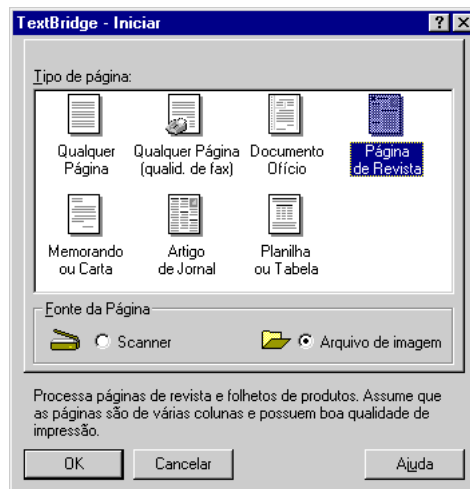 TextBridge - Iniciar
Tipo de página:
Qualquer Página
Qualquer Página (qualid. de fax)
Documento Ofício
Página de Revista
Memorando ou Carta
Artigo de Jornal
Planilha ou Tabela
Fonte da Página
Scanner
Arquivo de imagem
Processa páginas de revista e folhetos de produtos. Assume que
as páginas são de várias colunas e possuem boa qualidade de
impressão.
OK
Cancelar
Ajuda